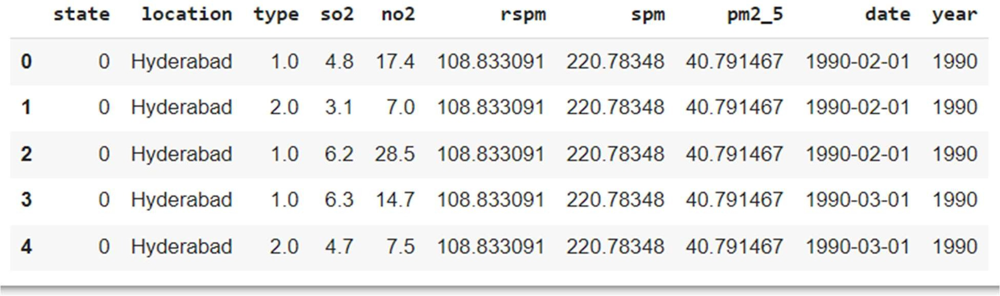 state location type so2 no2 rspm spm pm2_5 date year
0 0 Hyderabad 1.0 4.8 17.4 108.833091 220.78348 40.791467 1990-02-01 1990
1 0 Hyderabad 2.0 3.1 7.0 108.833091 220.78348 40.791467 1990-02-01 1990
2 0 Hyderabad 1.0 6.2 28.5 108.833091 220.78348 40.791467 1990-02-01 1990
3 0 Hyderabad 1.0 6.3 14.7 108.833091 220.78348 40.791467 1990-03-01 1990
4 0 Hyderabad 2.0 4.7 7.5 108.833091 220.78348 40.791467 1990-03-01 1990